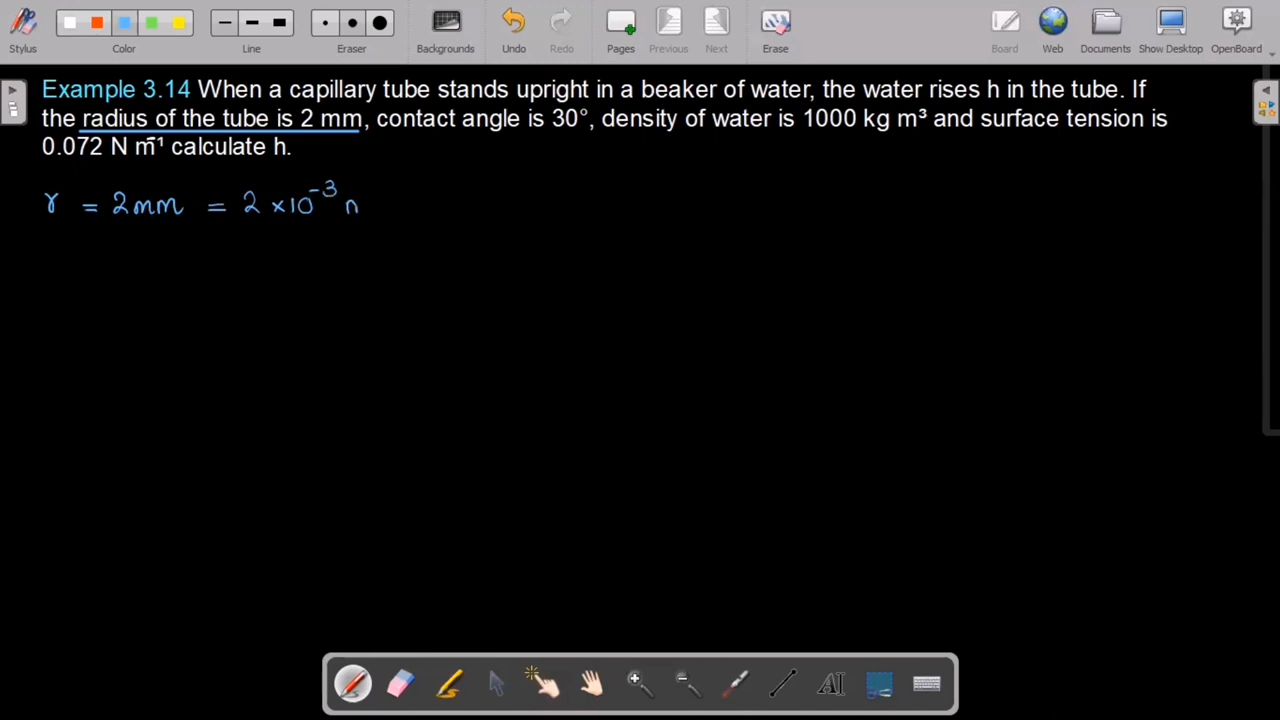 Stylus Color Line Eraser Backgrounds Undo Redo Pages Previous Next Erase Board Web Documents Show Desktop OpenBoard
Example 3.14 When a capillary tube stands upright in a beaker of water, the water rises h in the tube. If
the radius of the tube is 2 mm, contact angle is 30°, density of water is 1000 kg m³ and surface tension is
0.072 N m̄¹ calculate h.
r = 2mm = 2 ×10⁻³ n
AI